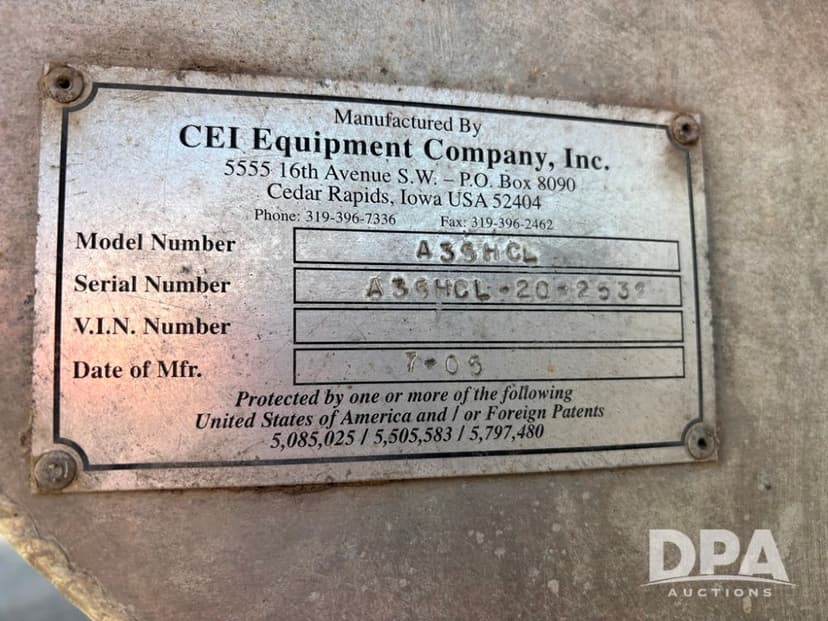 Manufactured By
CEI Equipment Company, Inc.
5555 16th Avenue S.W. – P.O. Box 8090
Cedar Rapids, Iowa USA 52404
Phone: 319-396-7336 Fax: 319-396-2462
Model Number
Serial Number
V.I.N. Number
Date of Mfr.
Protected by one or more of the following
United States of America and / or Foreign Patents
5,085,025 / 5,505,583 / 5,797,480
DPA
AUCTIONS